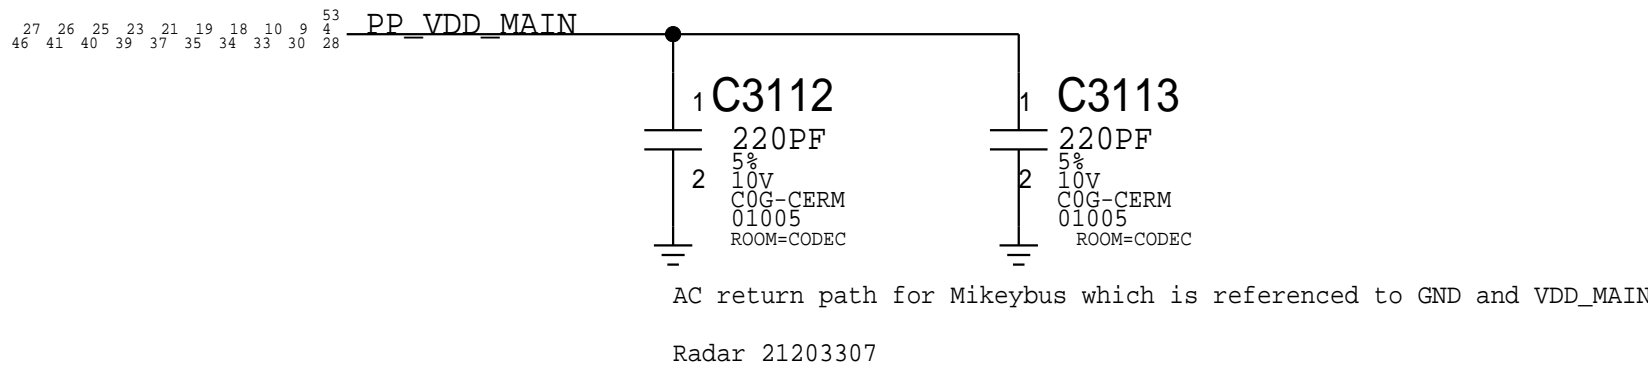 53
27 26 25 23 21 19 18 10 9 4
46 41 40 39 37 35 34 33 30 28
PP_VDD_MAIN
1 C3112
220PF
5%
2 10V
C0G-CERM
01005
ROOM=CODEC
1 C3113
220PF
5%
2 10V
C0G-CERM
01005
ROOM=CODEC
AC return path for Mikeybus which is referenced to GND and VDD_MAIN
Radar 21203307